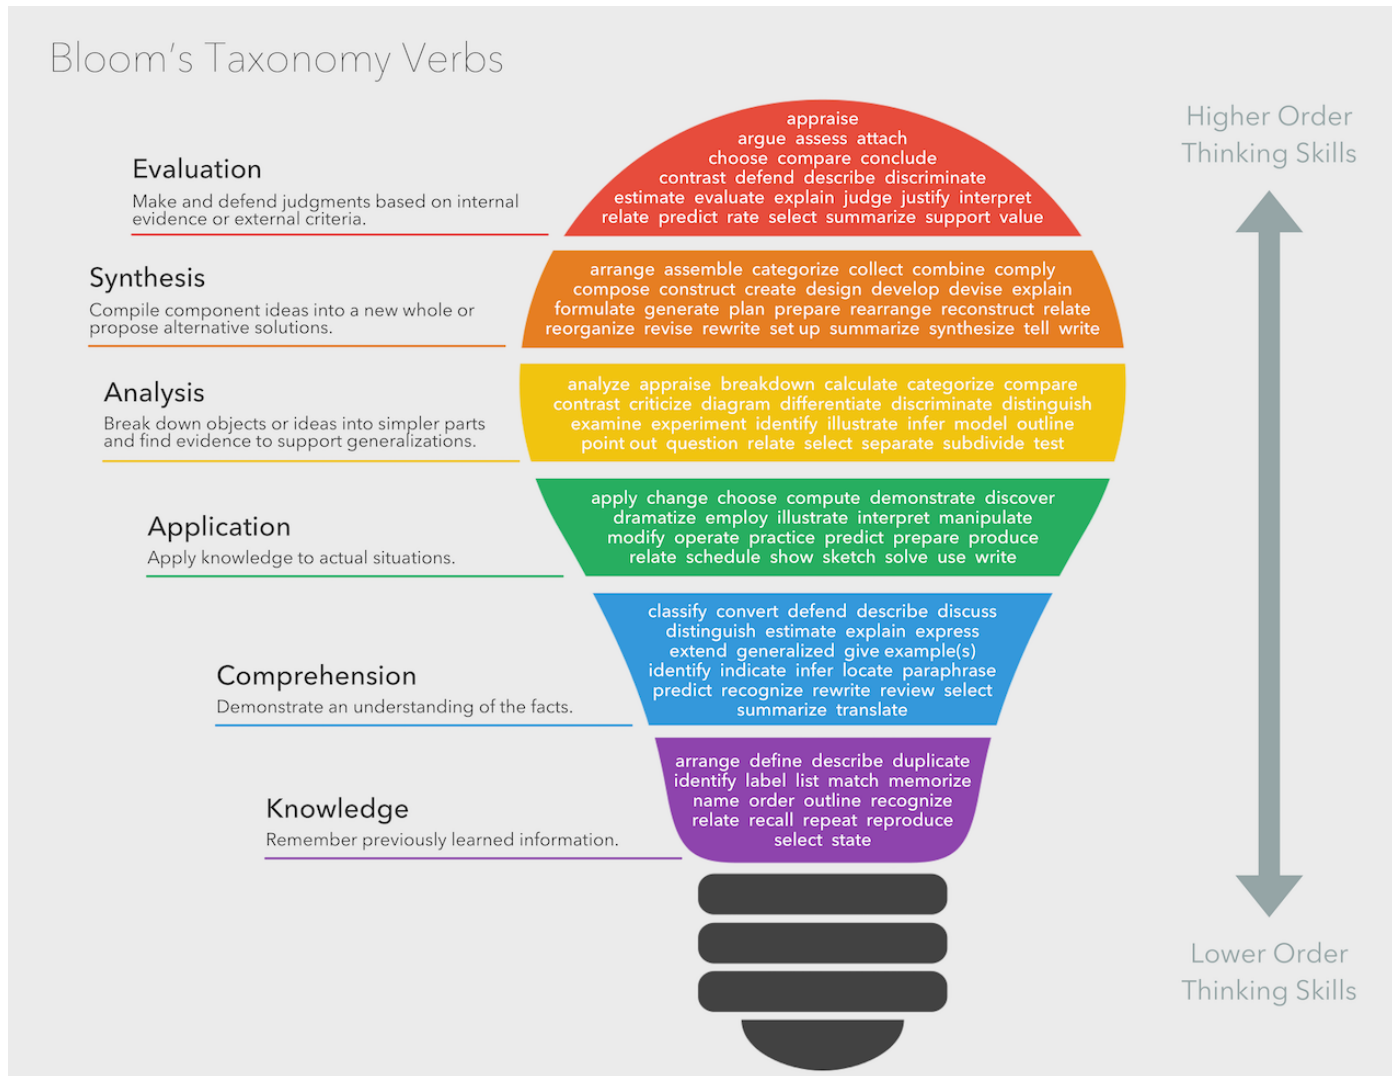 Bloom's Taxonomy Verbs
Higher Order
Thinking Skills
Evaluation
Make and defend judgments based on internal
evidence or external criteria.
appraise
argue assess attach
choose compare conclude
contrast defend describe discriminate
estimate evaluate explain judge justify interpret
relate predict rate select summarize support value
Synthesis
Compile component ideas into a new whole or
propose alternative solutions.
arrange assemble categorize collect combine comply
compose construct create design develop devise explain
formulate generate plan prepare rearrange reconstruct relate
reorganize revise rewrite set up summarize synthesize tell write
Analysis
Break down objects or ideas into simpler parts
and find evidence to support generalizations.
analyze appraise breakdown calculate categorize compare
contrast criticize diagram differentiate discriminate distinguish
examine experiment identify illustrate infer model outline
point out question relate select separate subdivide test
Application
Apply knowledge to actual situations.
apply change choose compute demonstrate discover
dramatize employ illustrate interpret manipulate
modify operate practice predict prepare produce
relate schedule show sketch solve use write
Comprehension
Demonstrate an understanding of the facts.
classify convert defend describe discuss
distinguish estimate explain express
extend generalized give example(s)
identify indicate infer locate paraphrase
predict recognize rewrite review select
summarize translate
Knowledge
Remember previously learned information.
arrange define describe duplicate
identify label list match memorize
name order outline recognize
relate recall repeat reproduce
select state
Lower Order
Thinking Skills